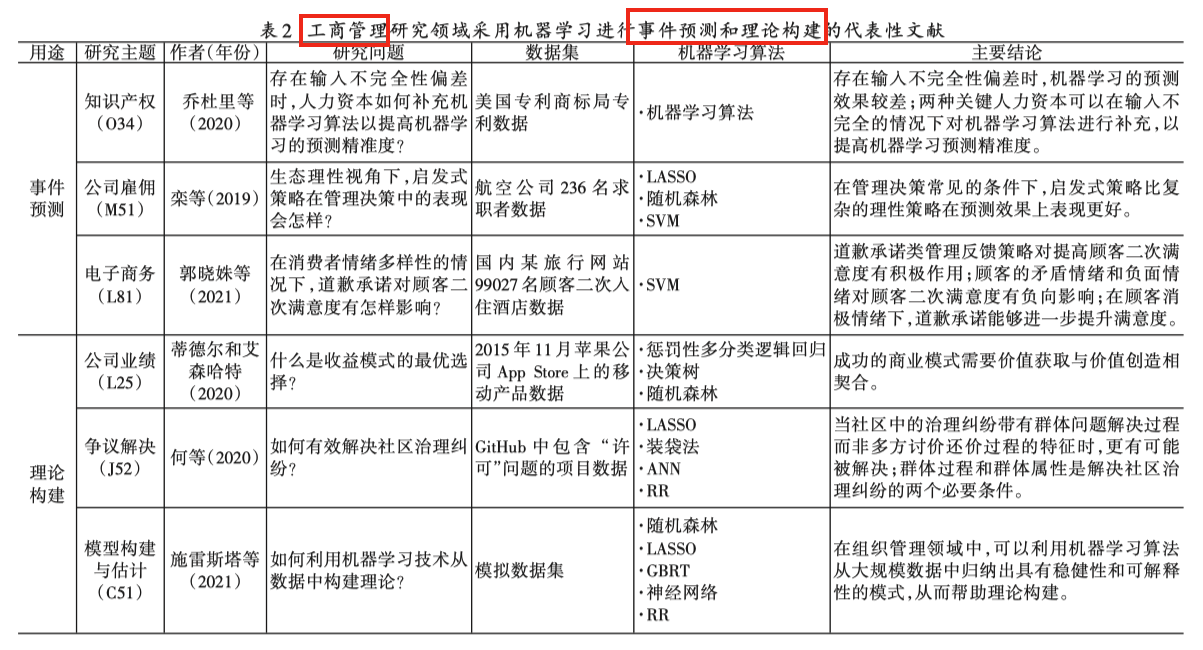 表2 工商管理研究领域采用机器学习进行事件预测和理论构建的代表性文献
用途 研究主题 作者(年份) 研究问题 数据集 机器学习算法 主要结论
事件
预测
知识产权
(O34)
乔杜里等
(2020)
存在输入不完全性偏差
时,人力资本如何补充机
器学习算法以提高机器学
习的预测精准度?
美国专利商标局专
利数据
·机器学习算法
存在输入不完全性偏差时,机器学习的预测
效果较差;两种关键人力资本可以在输入不
完全的情况下对机器学习算法进行补充,以
提高机器学习预测精准度。
公司雇佣
(M51)
栾等(2019)
生态理性视角下,启发式
策略在管理决策中的表现
会怎样?
航空公司236名求
职者数据
·LASSO
·随机森林
·SVM
在管理决策常见的条件下,启发式策略比复
杂的理性策略在预测效果上表现更好。
电子商务
(L81)
郭晓姝等
(2021)
在消费者情绪多样性的情
况下,道歉承诺对顾客二
次满意度有怎样影响?
国内某旅行网站
99027名顾客二次入
住酒店数据
·SVM
道歉承诺类管理反馈策略对提高顾客二次满
意度有积极作用;顾客的矛盾情绪和负面情
绪对顾客二次满意度有负向影响;在顾客消
极情绪下,道歉承诺能够进一步提升满意度。
理论
构建
公司业绩
(L25)
蒂德尔和艾
森哈特
(2020)
什么是收益模式的最优选
择?
2015年11月苹果公
司App Store上的移
动产品数据
·惩罚性多分类逻辑回归
·决策树
·随机森林
成功的商业模式需要价值获取与价值创造相
契合。
争议解决
(J52)
何等(2020)
如何有效解决社区治理纠
纷?
GitHub中包含“许
可”问题的项目数据
·LASSO
·装袋法
·ANN
·RR
当社区中的治理纠纷带有群体问题解决过程
而非多方讨价还价过程的特征时,更有可能
被解决;群体过程和群体属性是解决社区治
理纠纷的两个必要条件。
模型构建
与估计
(C51)
施雷斯塔等
(2021)
如何利用机器学习技术从
数据中构建理论?
模拟数据集
·随机森林
·LASSO
·GBRT
·神经网络
·RR
在组织管理领域中,可以利用机器学习算法
从大规模数据中归纳出具有稳健性和可解释
性的模式,从而帮助理论构建。